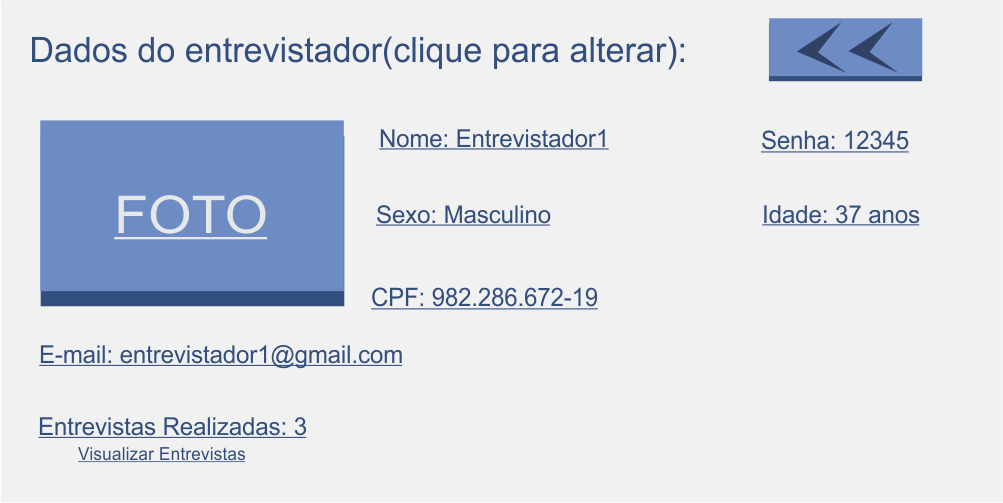 Dados do entrevistador(clique para alterar):
FOTO
Nome: Entrevistador1
Senha: 12345
Sexo: Masculino
Idade: 37 anos
CPF: 982.286.672-19
E-mail: entrevistador1@gmail.com
Entrevistas Realizadas: 3
Visualizar Entrevistas